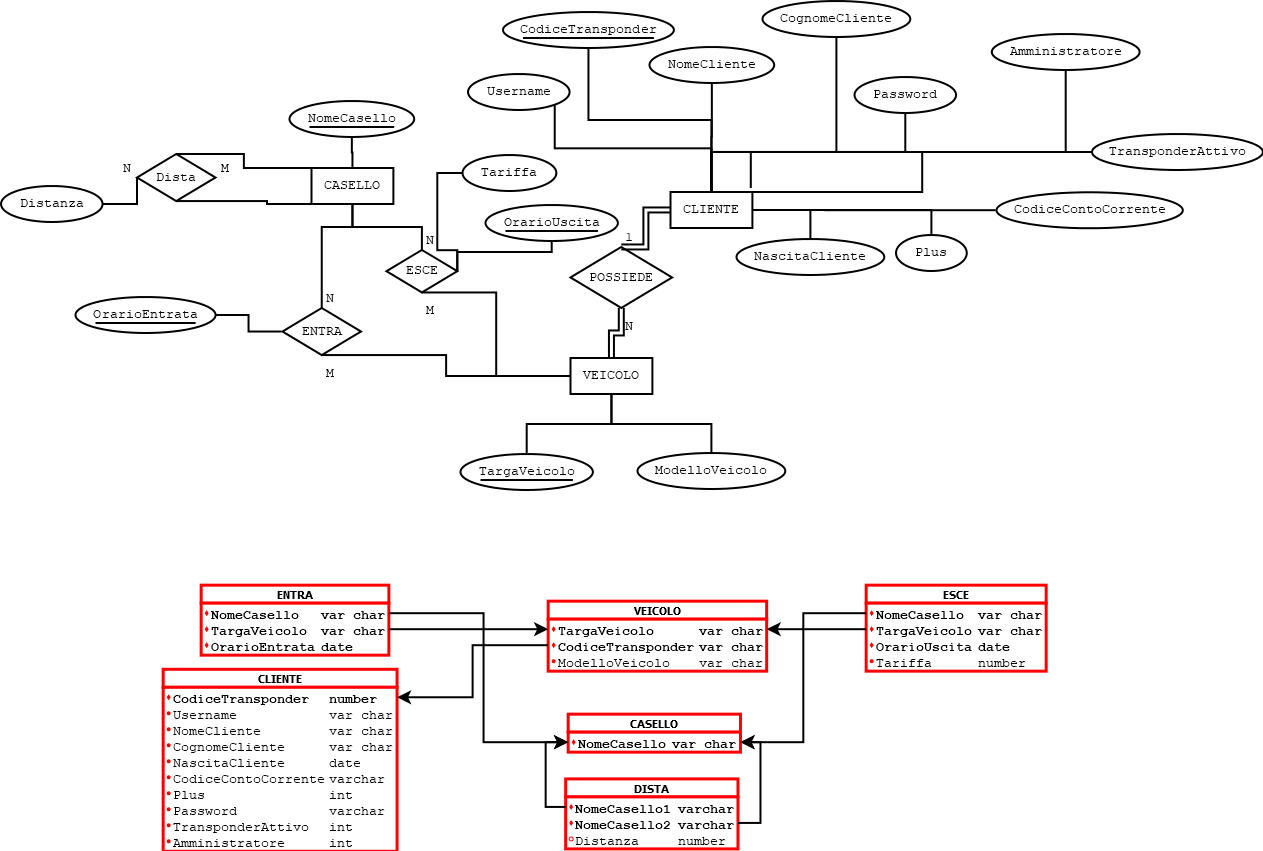 CognomeCliente
CodiceTransponder
Amministratore
NomeCliente
Username
Password
NomeCasello
TransponderAttivo
N
M
Tariffa
Dista
CASELLO
Distanza
CLIENTE
CodiceContoCorrente
OrarioUscita
1
N
Plus
NascitaCliente
ESCE
POSSIEDE
N
M
OrarioEntrata
N
ENTRA
M
VEICOLO
TargaVeicolo
ModelloVeicolo
ENTRA
NomeCasello var char
TargaVeicolo var char
OrarioEntrata date
VEICOLO
TargaVeicolo var char
CodiceTransponder var char
ModelloVeicolo var char
ESCE
NomeCasello var char
TargaVeicolo var char
OrarioUscita date
Tariffa number
CLIENTE
CodiceTransponder number
Username var char
NomeCliente var char
CognomeCliente var char
NascitaCliente date
CodiceContoCorrente varchar
Plus int
Password varchar
TransponderAttivo int
Amministratore int
CASELLO
NomeCasello var char
DISTA
NomeCasello1 varchar
NomeCasello2 varchar
Distanza number